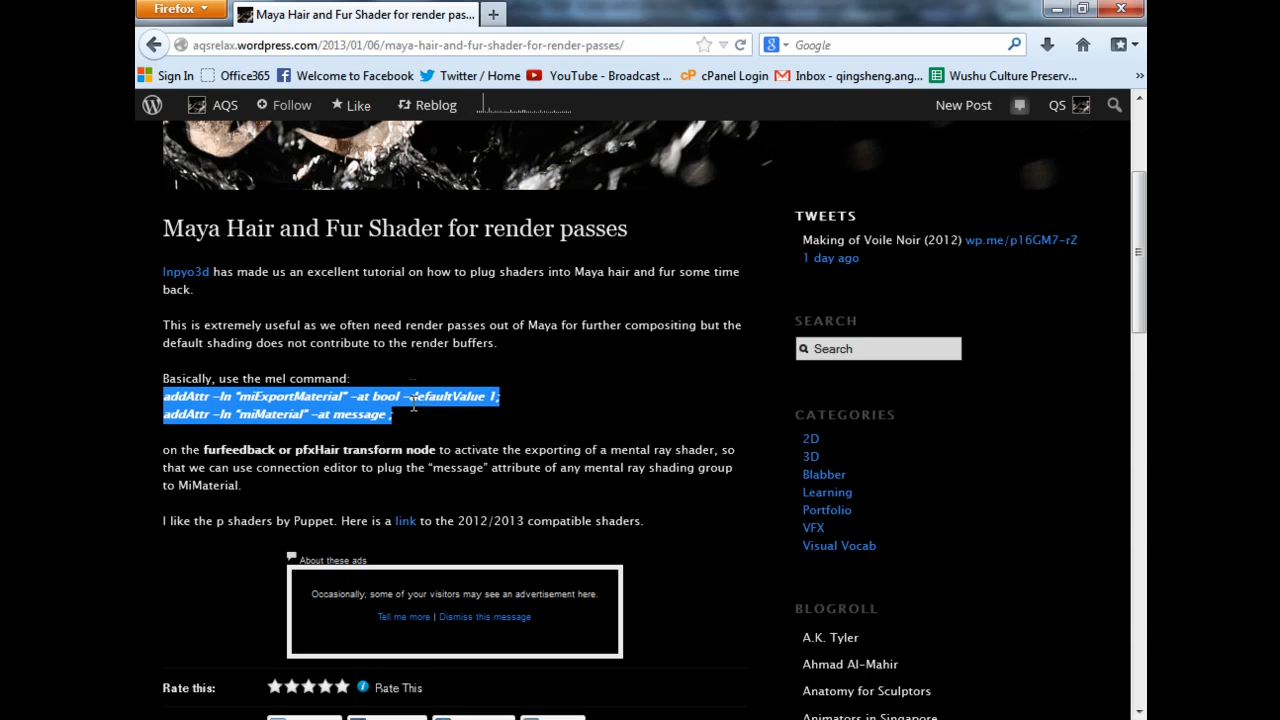 Firefox
Maya Hair and Fur Shader for render pas...
aqsrelax.wordpress.com/2013/01/06/maya-hair-and-fur-shader-for-render-passes/
Google
Sign In Office365 Welcome to Facebook Twitter / Home YouTube - Broadcast ... cPanel Login Inbox - qingsheng.ang... Wushu Culture Preserv... »
AQS Follow Like Reblog New Post QS
Maya Hair and Fur Shader for render passes
Inpyo3d has made us an excellent tutorial on how to plug shaders into Maya hair and fur some time
back.
This is extremely useful as we often need render passes out of Maya for further compositing but the
default shading does not contribute to the render buffers.
Basically, use the mel command:
addAttr –ln “miExportMaterial” –at bool –defaultValue 1;
addAttr –ln “miMaterial” –at message ;
on the furfeedback or pfxHair transform node to activate the exporting of a mental ray shader, so
that we can use connection editor to plug the “message” attribute of any mental ray shading group
to MiMaterial.
I like the p shaders by Puppet. Here is a link to the 2012/2013 compatible shaders.
About these ads
Occasionally, some of your visitors may see an advertisement here.
Tell me more | Dismiss this message
Rate this: Rate This
TWEETS
Making of Voile Noir (2012) wp.me/p16GM7-rZ
1 day ago
SEARCH
Search
CATEGORIES
2D
3D
Blabber
Learning
Portfolio
VFX
Visual Vocab
BLOGROLL
A.K. Tyler
Ahmad Al-Mahir
Anatomy for Sculptors
Animators in Singapore